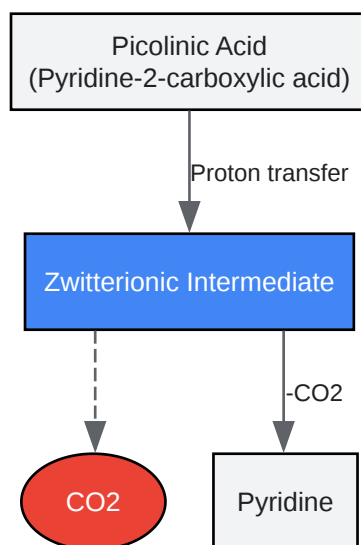 Picolinic Acid
(Pyridine-2-carboxylic acid)
Proton transfer
Zwitterionic Intermediate
-CO2
CO2
Pyridine